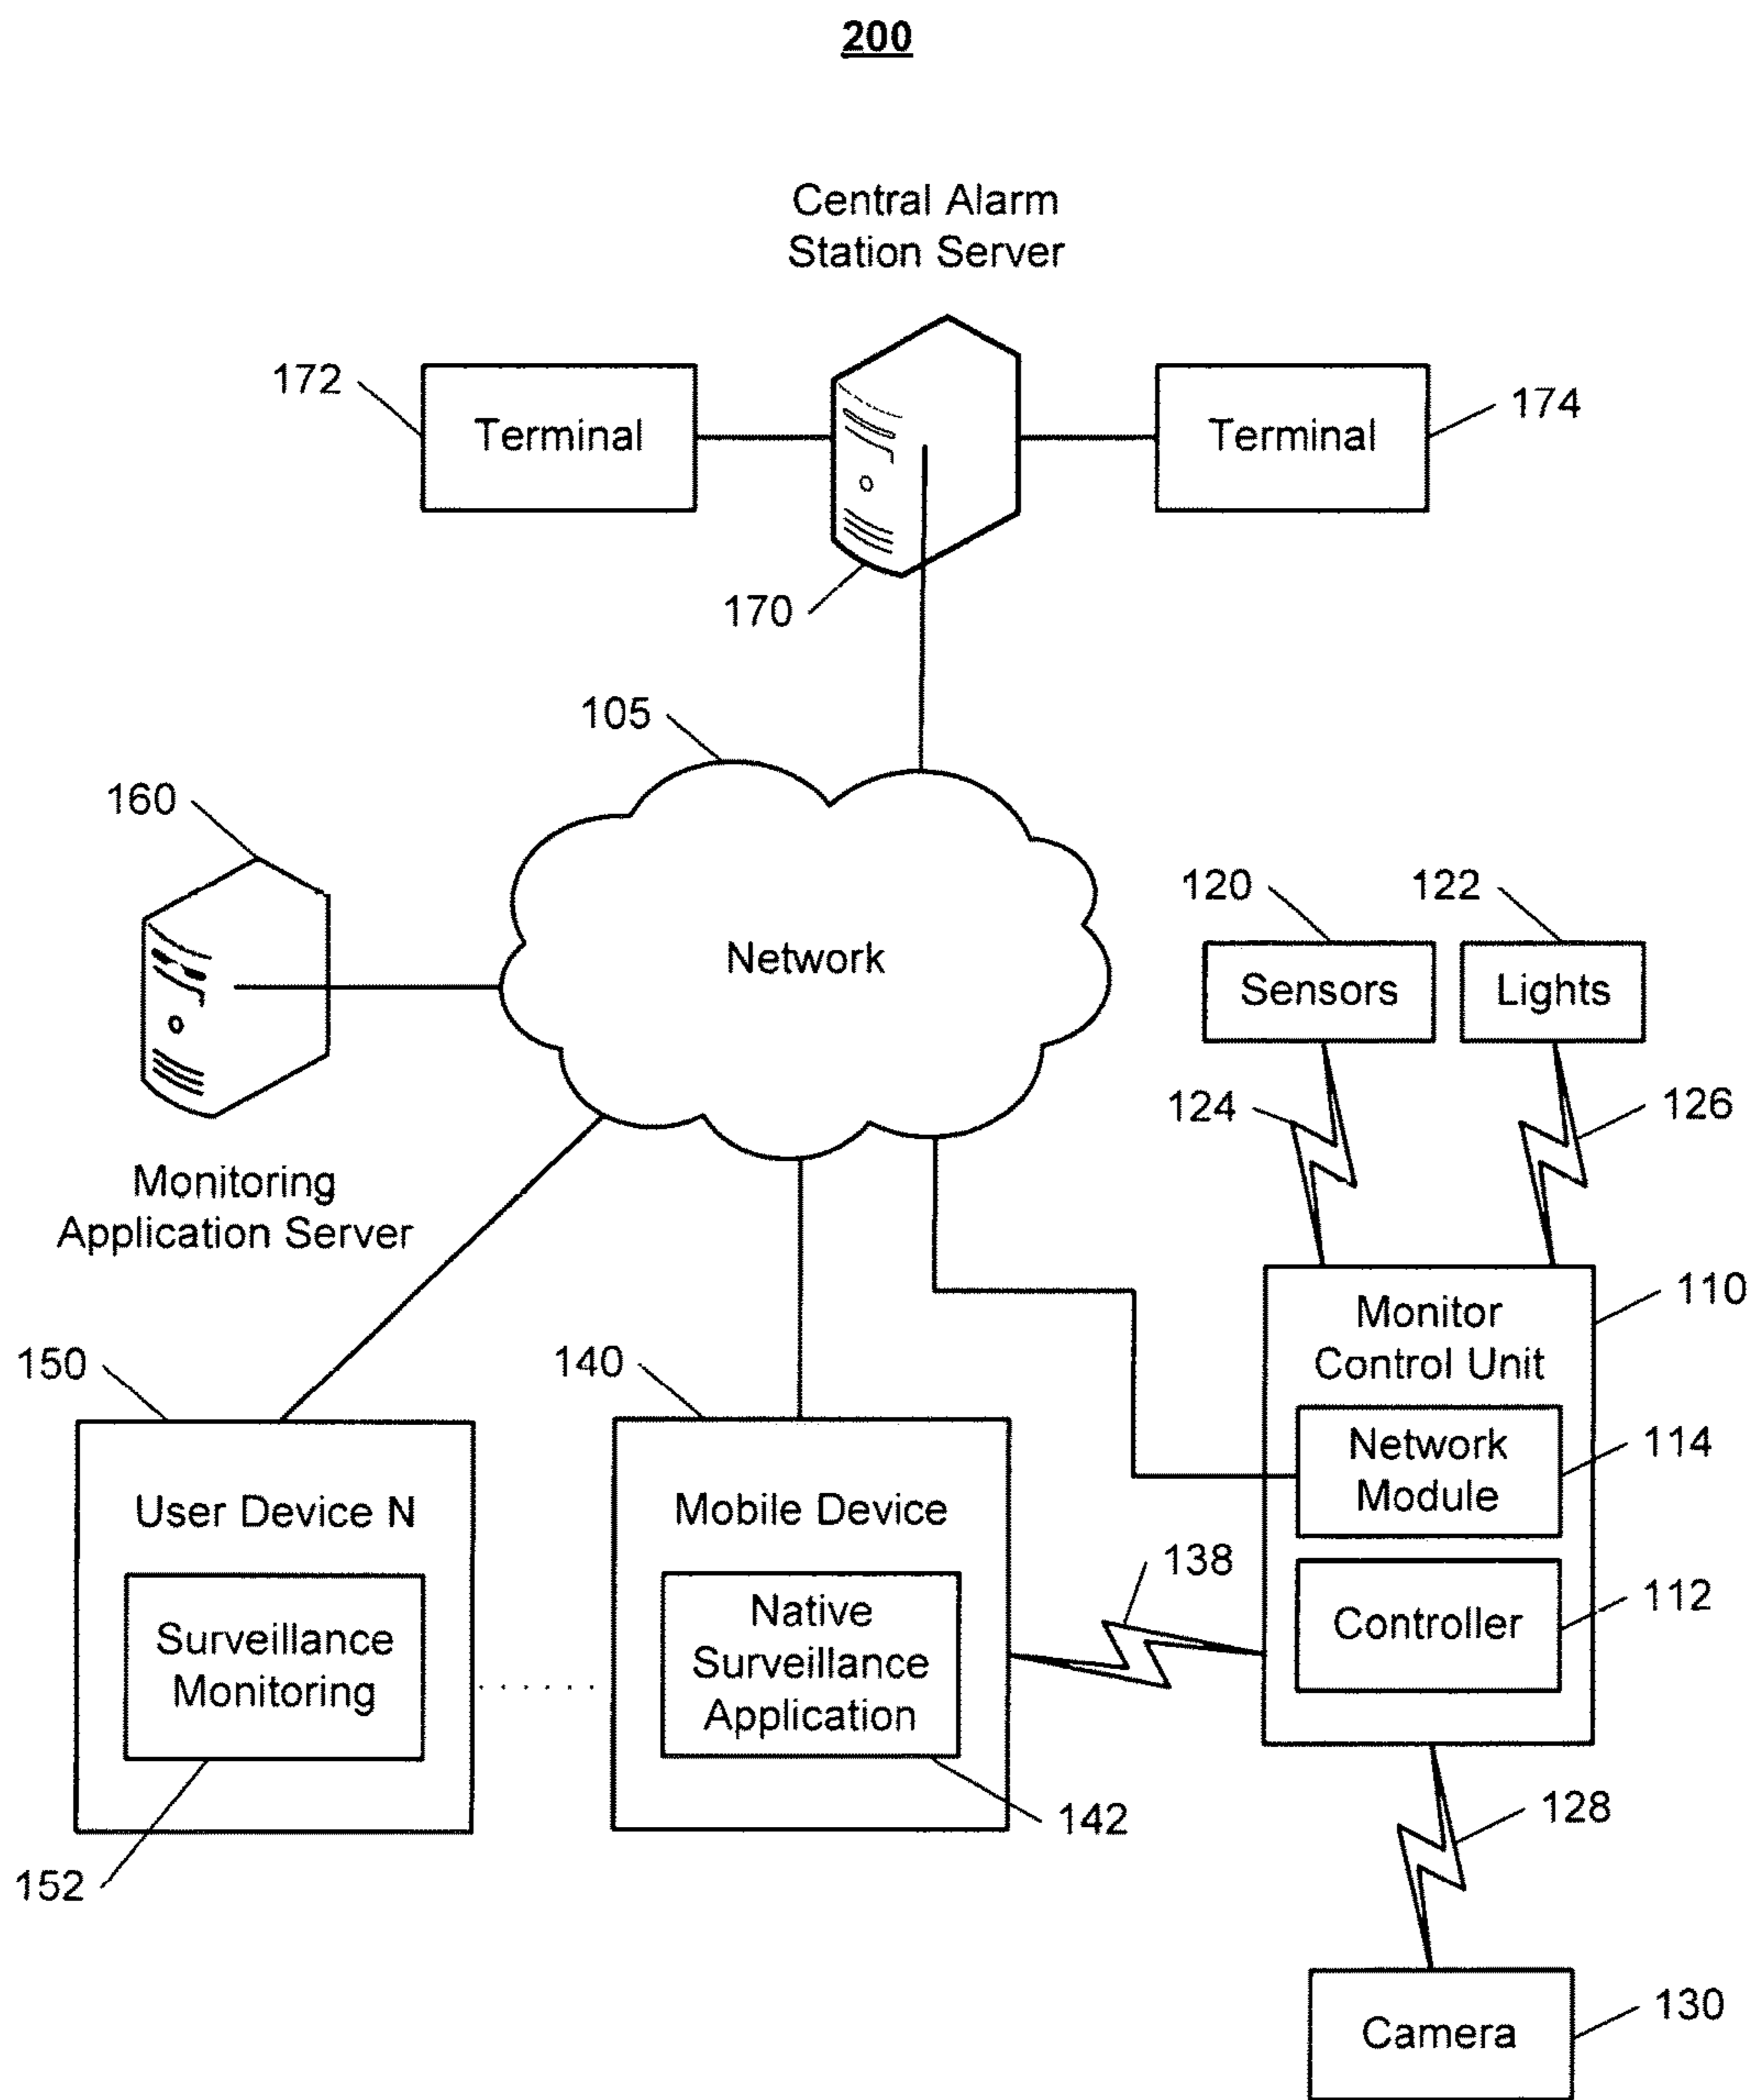 200
Central Alarm
Station Server
172
Terminal
Terminal
174
170
105
160
Network
120
122
Sensors
Lights
124
126
Monitoring
Application Server
110
Monitor
Control Unit
150
140
Network
Module
114
User Device N
Mobile Device
138
Controller
112
Surveillance
Monitoring
Native
Surveillance
Application
......
142
128
152
Camera
130